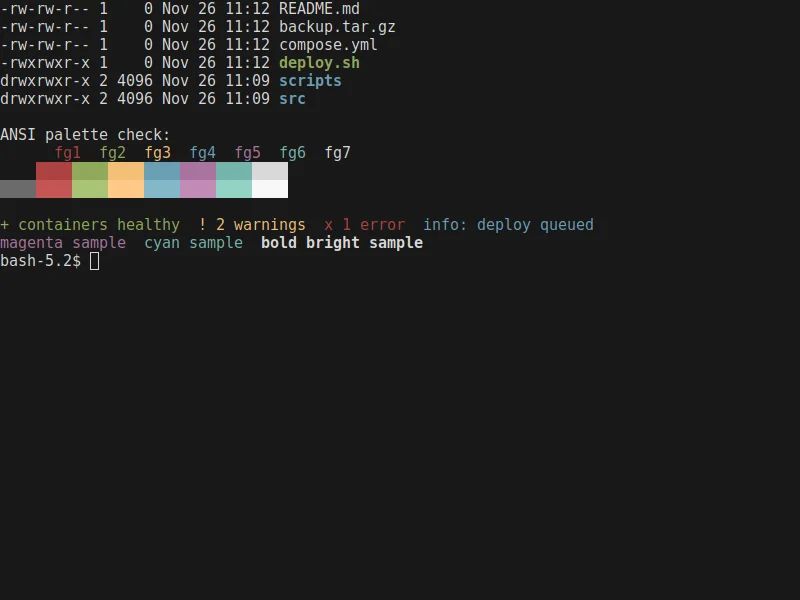 -rw-rw-r-- 1    0 Nov 26 11:12 README.md
-rw-rw-r-- 1    0 Nov 26 11:12 backup.tar.gz
-rw-rw-r-- 1    0 Nov 26 11:12 compose.yml
-rwxrwxr-x 1    0 Nov 26 11:12 deploy.sh
drwxrwxr-x 2 4096 Nov 26 11:09 scripts
drwxrwxr-x 2 4096 Nov 26 11:09 src
ANSI palette check:
      fg1  fg2  fg3  fg4  fg5  fg6  fg7
+ containers healthy  ! 2 warnings  x 1 error  info: deploy queued
magenta sample  cyan sample  bold bright sample
bash-5.2$